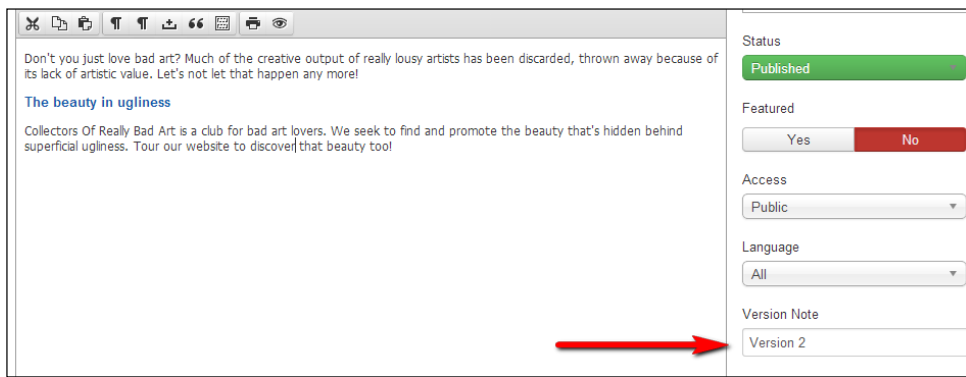 Don't you just love bad art? Much of the creative output of really lousy artists has been discarded, thrown away because of
its lack of artistic value. Let's not let that happen any more!
The beauty in ugliness
Collectors Of Really Bad Art is a club for bad art lovers. We seek to find and promote the beauty that's hidden behind
superficial ugliness. Tour our website to discover that beauty too!
Status
Published
Featured
Yes No
Access
Public
Language
All
Version Note
Version 2